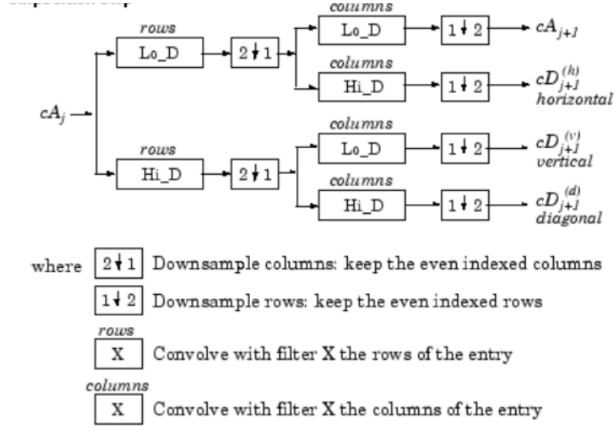 rows
Lo_D
2↓1
columns
Lo_D
1↓2
cA_{j+1}
columns
Hi_D
1↓2
cD_{j+1}^{(h)}
horizontal
cA_j
rows
Hi_D
2↓1
columns
Lo_D
1↓2
cD_{j+1}^{(v)}
vertical
columns
Hi_D
1↓2
cD_{j+1}^{(d)}
diagonal
where 2↓1 Downsample columns: keep the even indexed columns
1↓2 Downsample rows: keep the even indexed rows
rows
X Convolve with filter X the rows of the entry
columns
X Convolve with filter X the columns of the entry